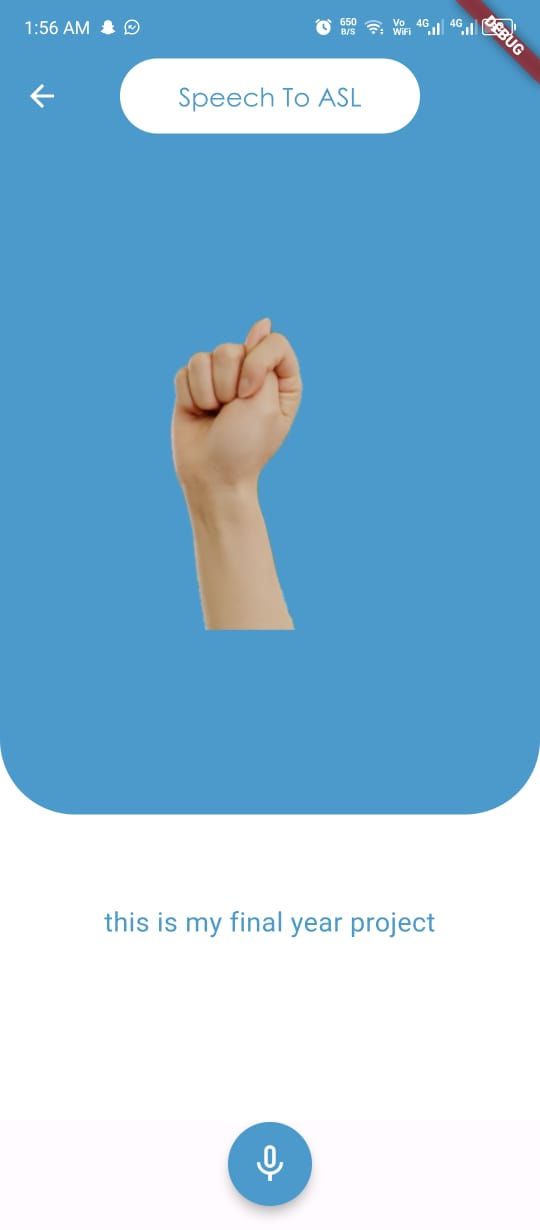 1:56 AM
650
B/S
Vo
WiFi
4G
4G
DEBUG
Speech To ASL
this is my final year project